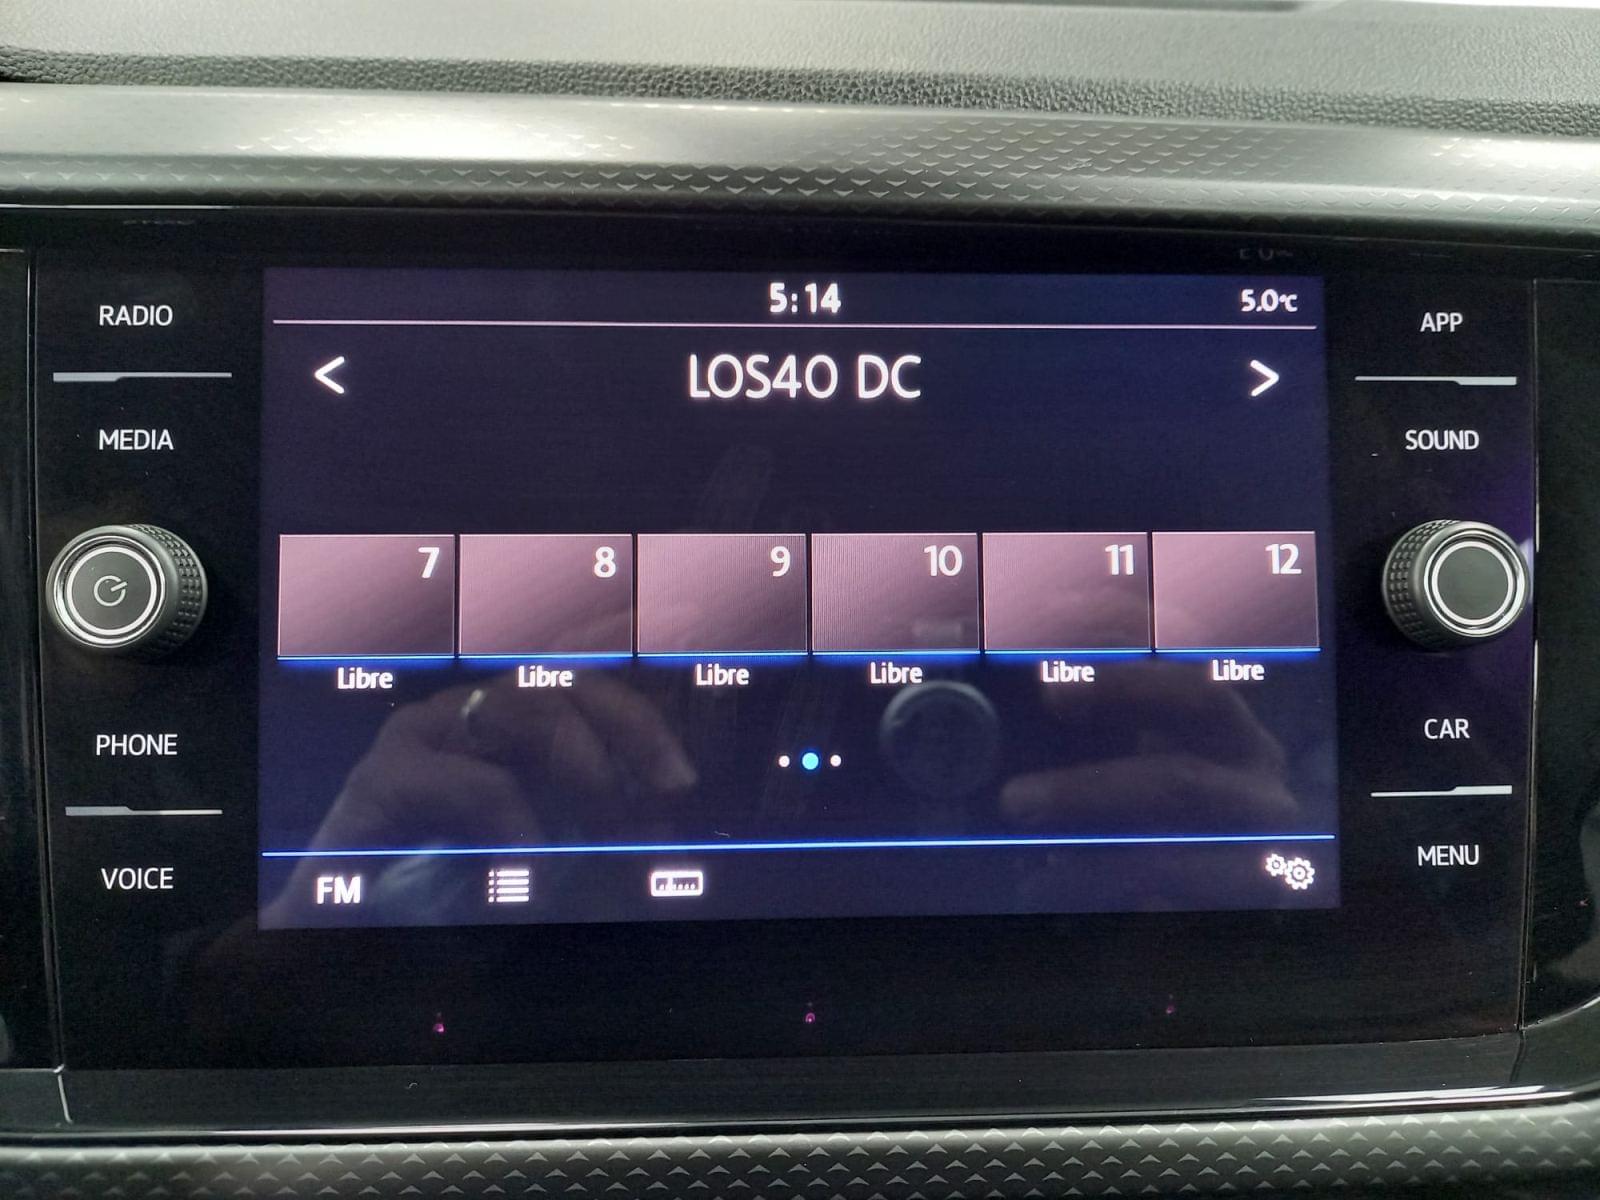 RADIO
MEDIA
PHONE
VOICE
5:14
5.0°C
< LOS40 DC >
7 8 9 10 11 12
Libre Libre Libre Libre Libre Libre
FM
APP
SOUND
CAR
MENU